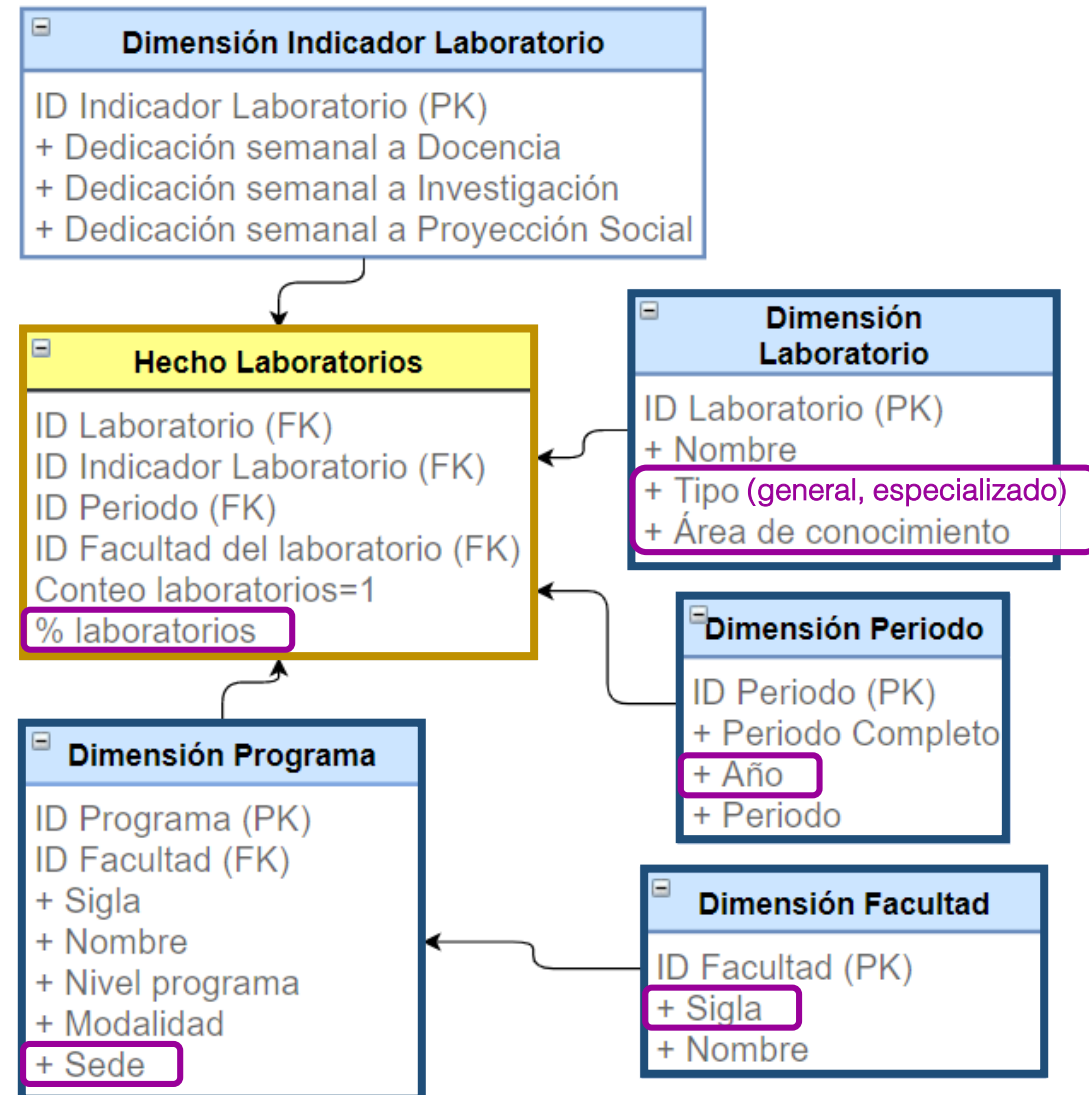 Dimensión Indicador Laboratorio
ID Indicador Laboratorio (PK)
+ Dedicación semanal a Docencia
+ Dedicación semanal a Investigación
+ Dedicación semanal a Proyección Social
Hecho Laboratorios
ID Laboratorio (FK)
ID Indicador Laboratorio (FK)
ID Periodo (FK)
ID Facultad del laboratorio (FK)
Conteo laboratorios=1
% laboratorios
Dimensión
Laboratorio
ID Laboratorio (PK)
+ Nombre
+ Tipo (general, especializado)
+ Área de conocimiento
Dimensión Periodo
ID Periodo (PK)
+ Periodo Completo
+ Año
+ Periodo
Dimensión Programa
ID Programa (PK)
ID Facultad (FK)
+ Sigla
+ Nombre
+ Nivel programa
+ Modalidad
+ Sede
Dimensión Facultad
ID Facultad (PK)
+ Sigla
+ Nombre